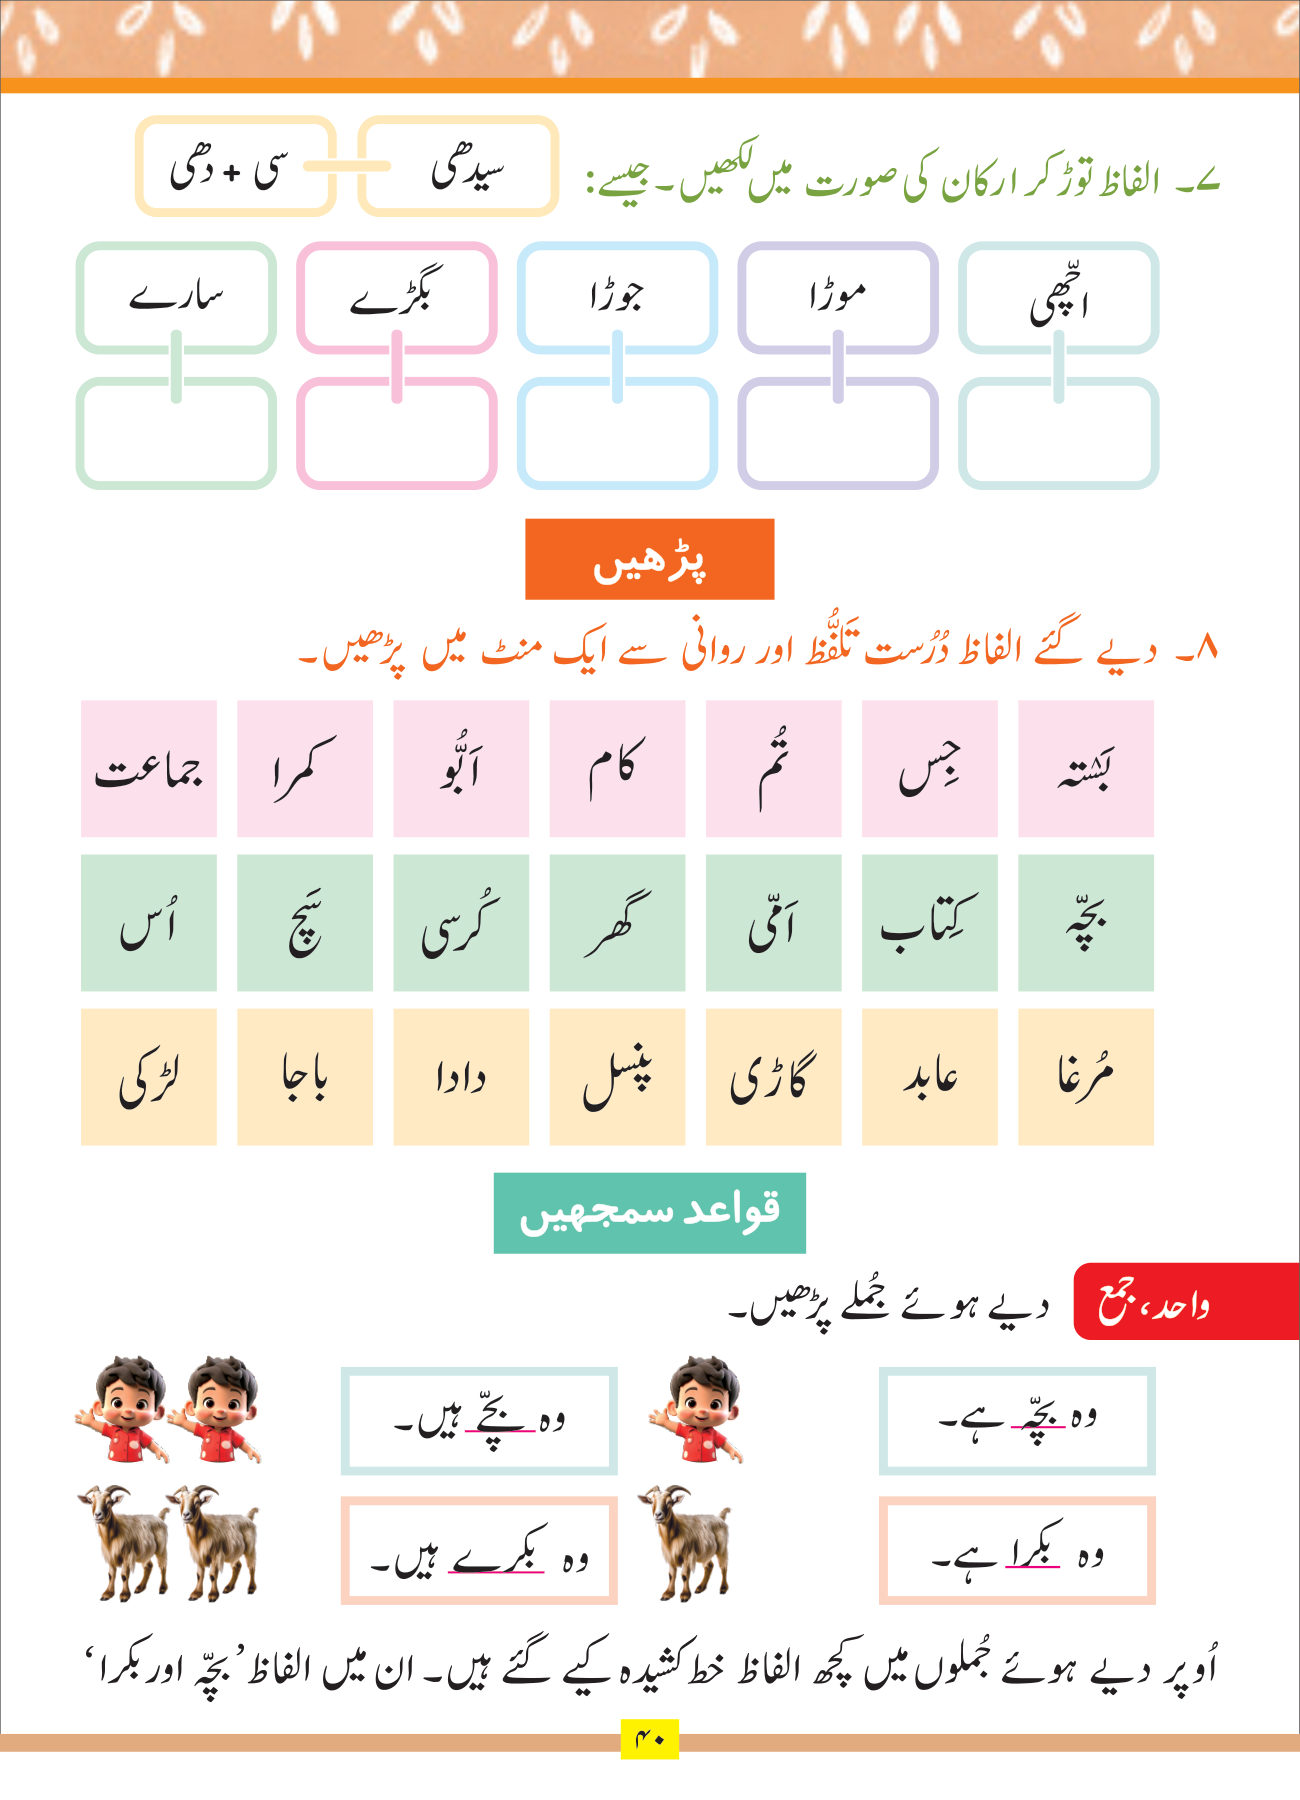 ۷۔ الفاظ توڑ کر ارکان کی صورت میں لکھیں۔ جیسے: سیدھی سی + دھی
اچّھی موڑا جوڑا بگڑے سارے
پڑھیں
۸۔ دیے گئے الفاظ دُرُست تَلَفُّظ اور روانی سے ایک منٹ میں پڑھیں۔
بَستہ جِس تُم کام اَبُّو کمرا جماعت
بچّہ کِتاب اَمّی گھر کُرسی سَچ اُس
مُرغا عابد گاڑی پنسل دادا باجا لڑکی
قواعد سمجھیں
واحد، جمع دیے ہوئے جُملے پڑھیں۔
وہ بچّہ ہے۔ وہ بچّے ہیں۔
وہ بکرا ہے۔ وہ بکرے ہیں۔
اُوپر دیے ہوئے جُملوں میں کچھ الفاظ خط کشیدہ کیے گئے ہیں۔ ان میں الفاظ ’بچّہ اور بکرا‘
۴۰